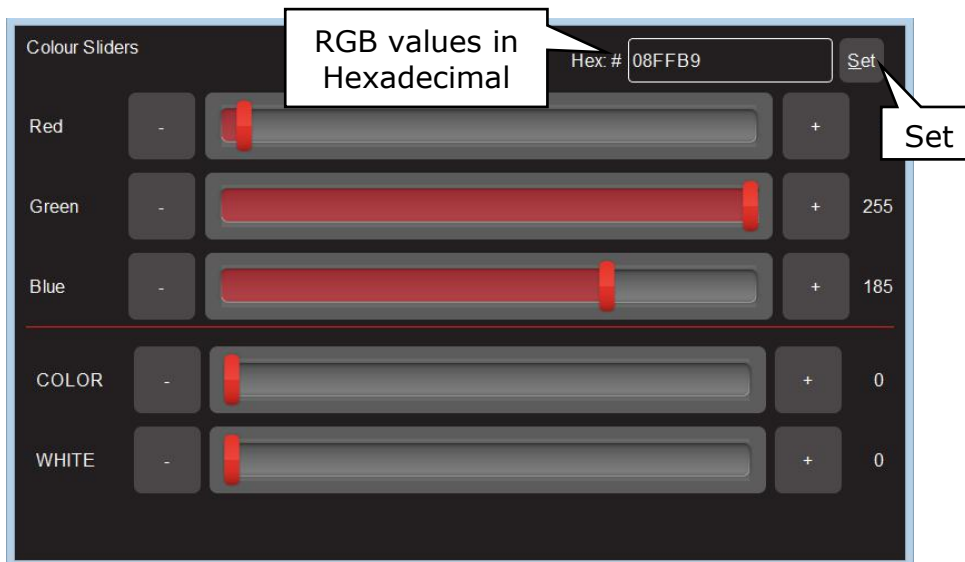 Colour Sliders
RGB values in
Hexadecimal
Hex: # 08FFB9 Set
Set
Red - +
Green - + 255
Blue - + 185
COLOR - + 0
WHITE - + 0